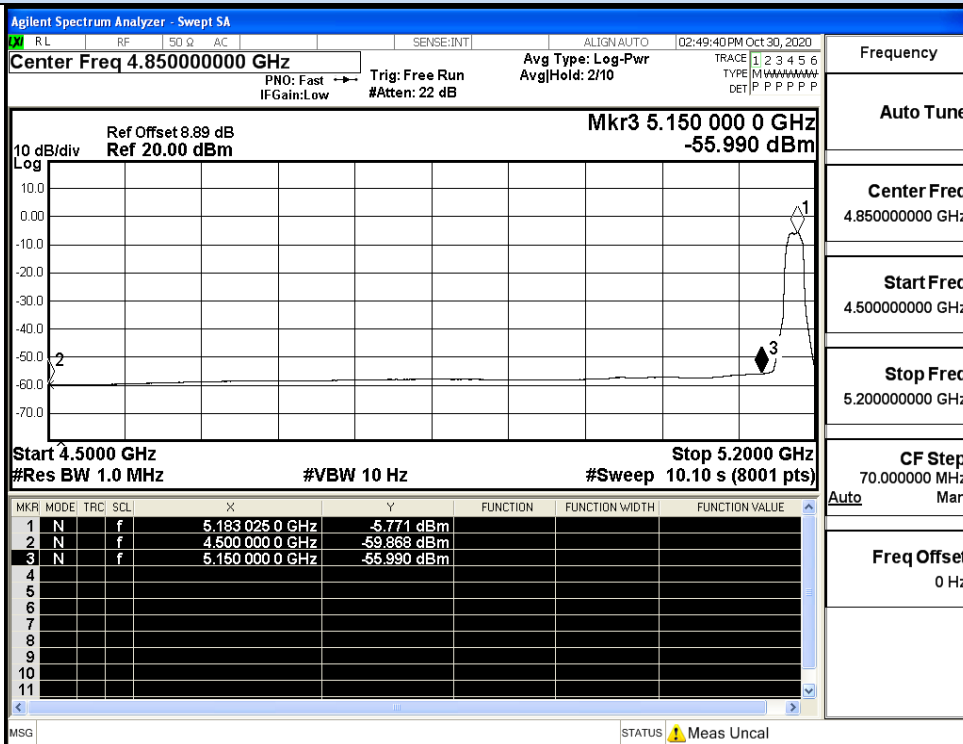 Agilent Spectrum Analyzer - Swept SA
LXI RL RF 50 Ω AC SENSE:INT ALIGN AUTO 02:49:40 PM Oct 30, 2020
Center Freq 4.850000000 GHz
PNO: Fast
IFGain:Low
Trig: Free Run
#Atten: 22 dB
Avg Type: Log-Pwr
Avg|Hold: 2/10
TRACE 1 2 3 4 5 6
TYPE M WWWWW
DET P P P P P P
Ref Offset 8.89 dB
10 dB/div Ref 20.00 dBm
Log
Mkr3 5.150 000 0 GHz
-55.990 dBm
10.0
0.00
-10.0
-20.0
-30.0
-40.0
-50.0
-60.0
-70.0
1
2
3
Start 4.5000 GHz Stop 5.2000 GHz
#Res BW 1.0 MHz #VBW 10 Hz #Sweep 10.10 s (8001 pts)
MKR MODE TRC SCL X Y FUNCTION FUNCTION WIDTH FUNCTION VALUE
1 N f 5.183 025 0 GHz -5.771 dBm
2 N f 4.500 000 0 GHz -59.868 dBm
3 N f 5.150 000 0 GHz -55.990 dBm
4
5
6
7
8
9
10
11
MSG STATUS Meas Uncal
Frequency
Auto Tune
Center Freq
4.850000000 GHz
Start Freq
4.500000000 GHz
Stop Freq
5.200000000 GHz
CF Step
70.000000 MHz
Auto Man
Freq Offset
0 Hz